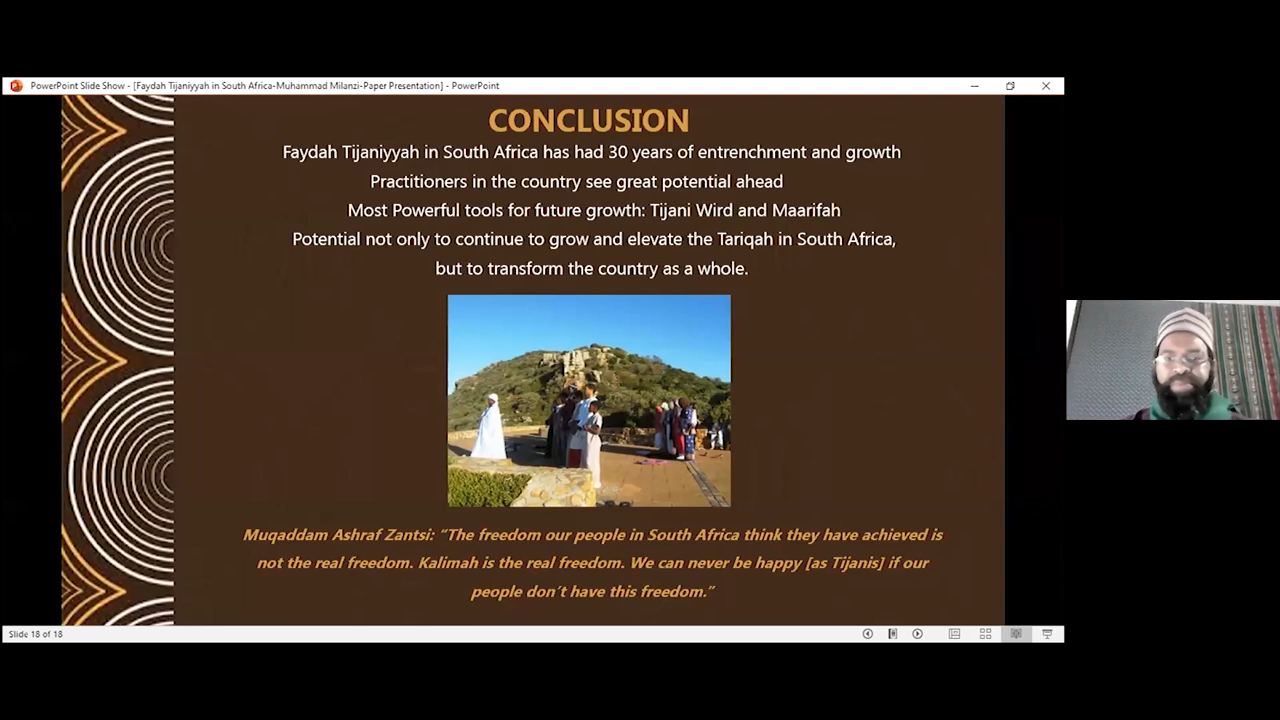 PowerPoint Slide Show - [Faydah Tijaniyyah in South Africa-Muhammad Milanzi-Paper Presentation] - PowerPoint
CONCLUSION
Faydah Tijaniyyah in South Africa has had 30 years of entrenchment and growth
Practitioners in the country see great potential ahead
Most Powerful tools for future growth: Tijani Wird and Maarifah
Potential not only to continue to grow and elevate the Tariqah in South Africa,
but to transform the country as a whole.
Muqaddam Ashraf Zantsi: “The freedom our people in South Africa think they have achieved is
not the real freedom. Kalimah is the real freedom. We can never be happy [as Tijanis] if our
people don’t have this freedom.”
Slide 18 of 18